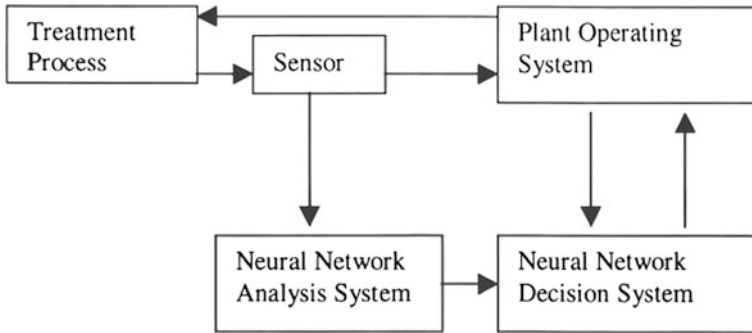 Treatment
Process
Sensor
Plant Operating
System
Neural Network
Analysis System
Neural Network
Decision System